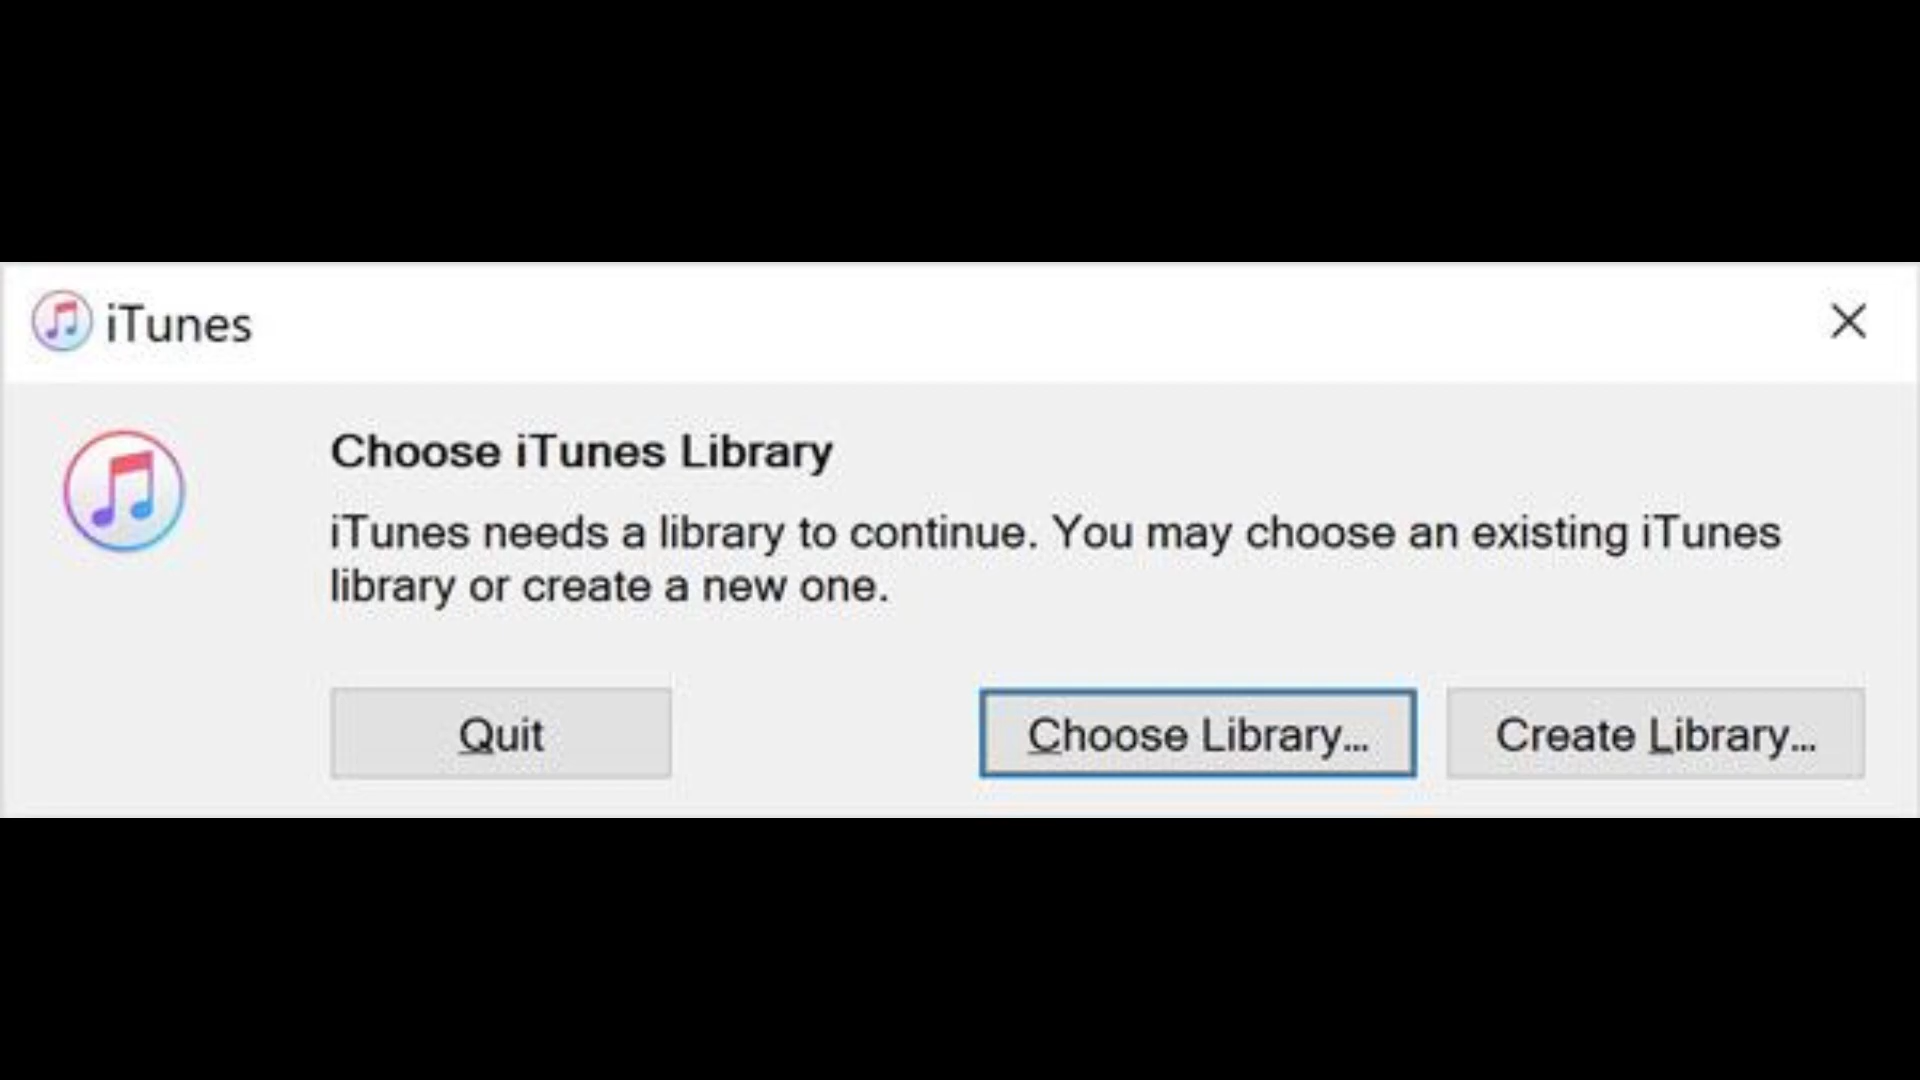 iTunes
Choose iTunes Library
iTunes needs a library to continue. You may choose an existing iTunes
library or create a new one.
Quit
Choose Library...
Create Library...